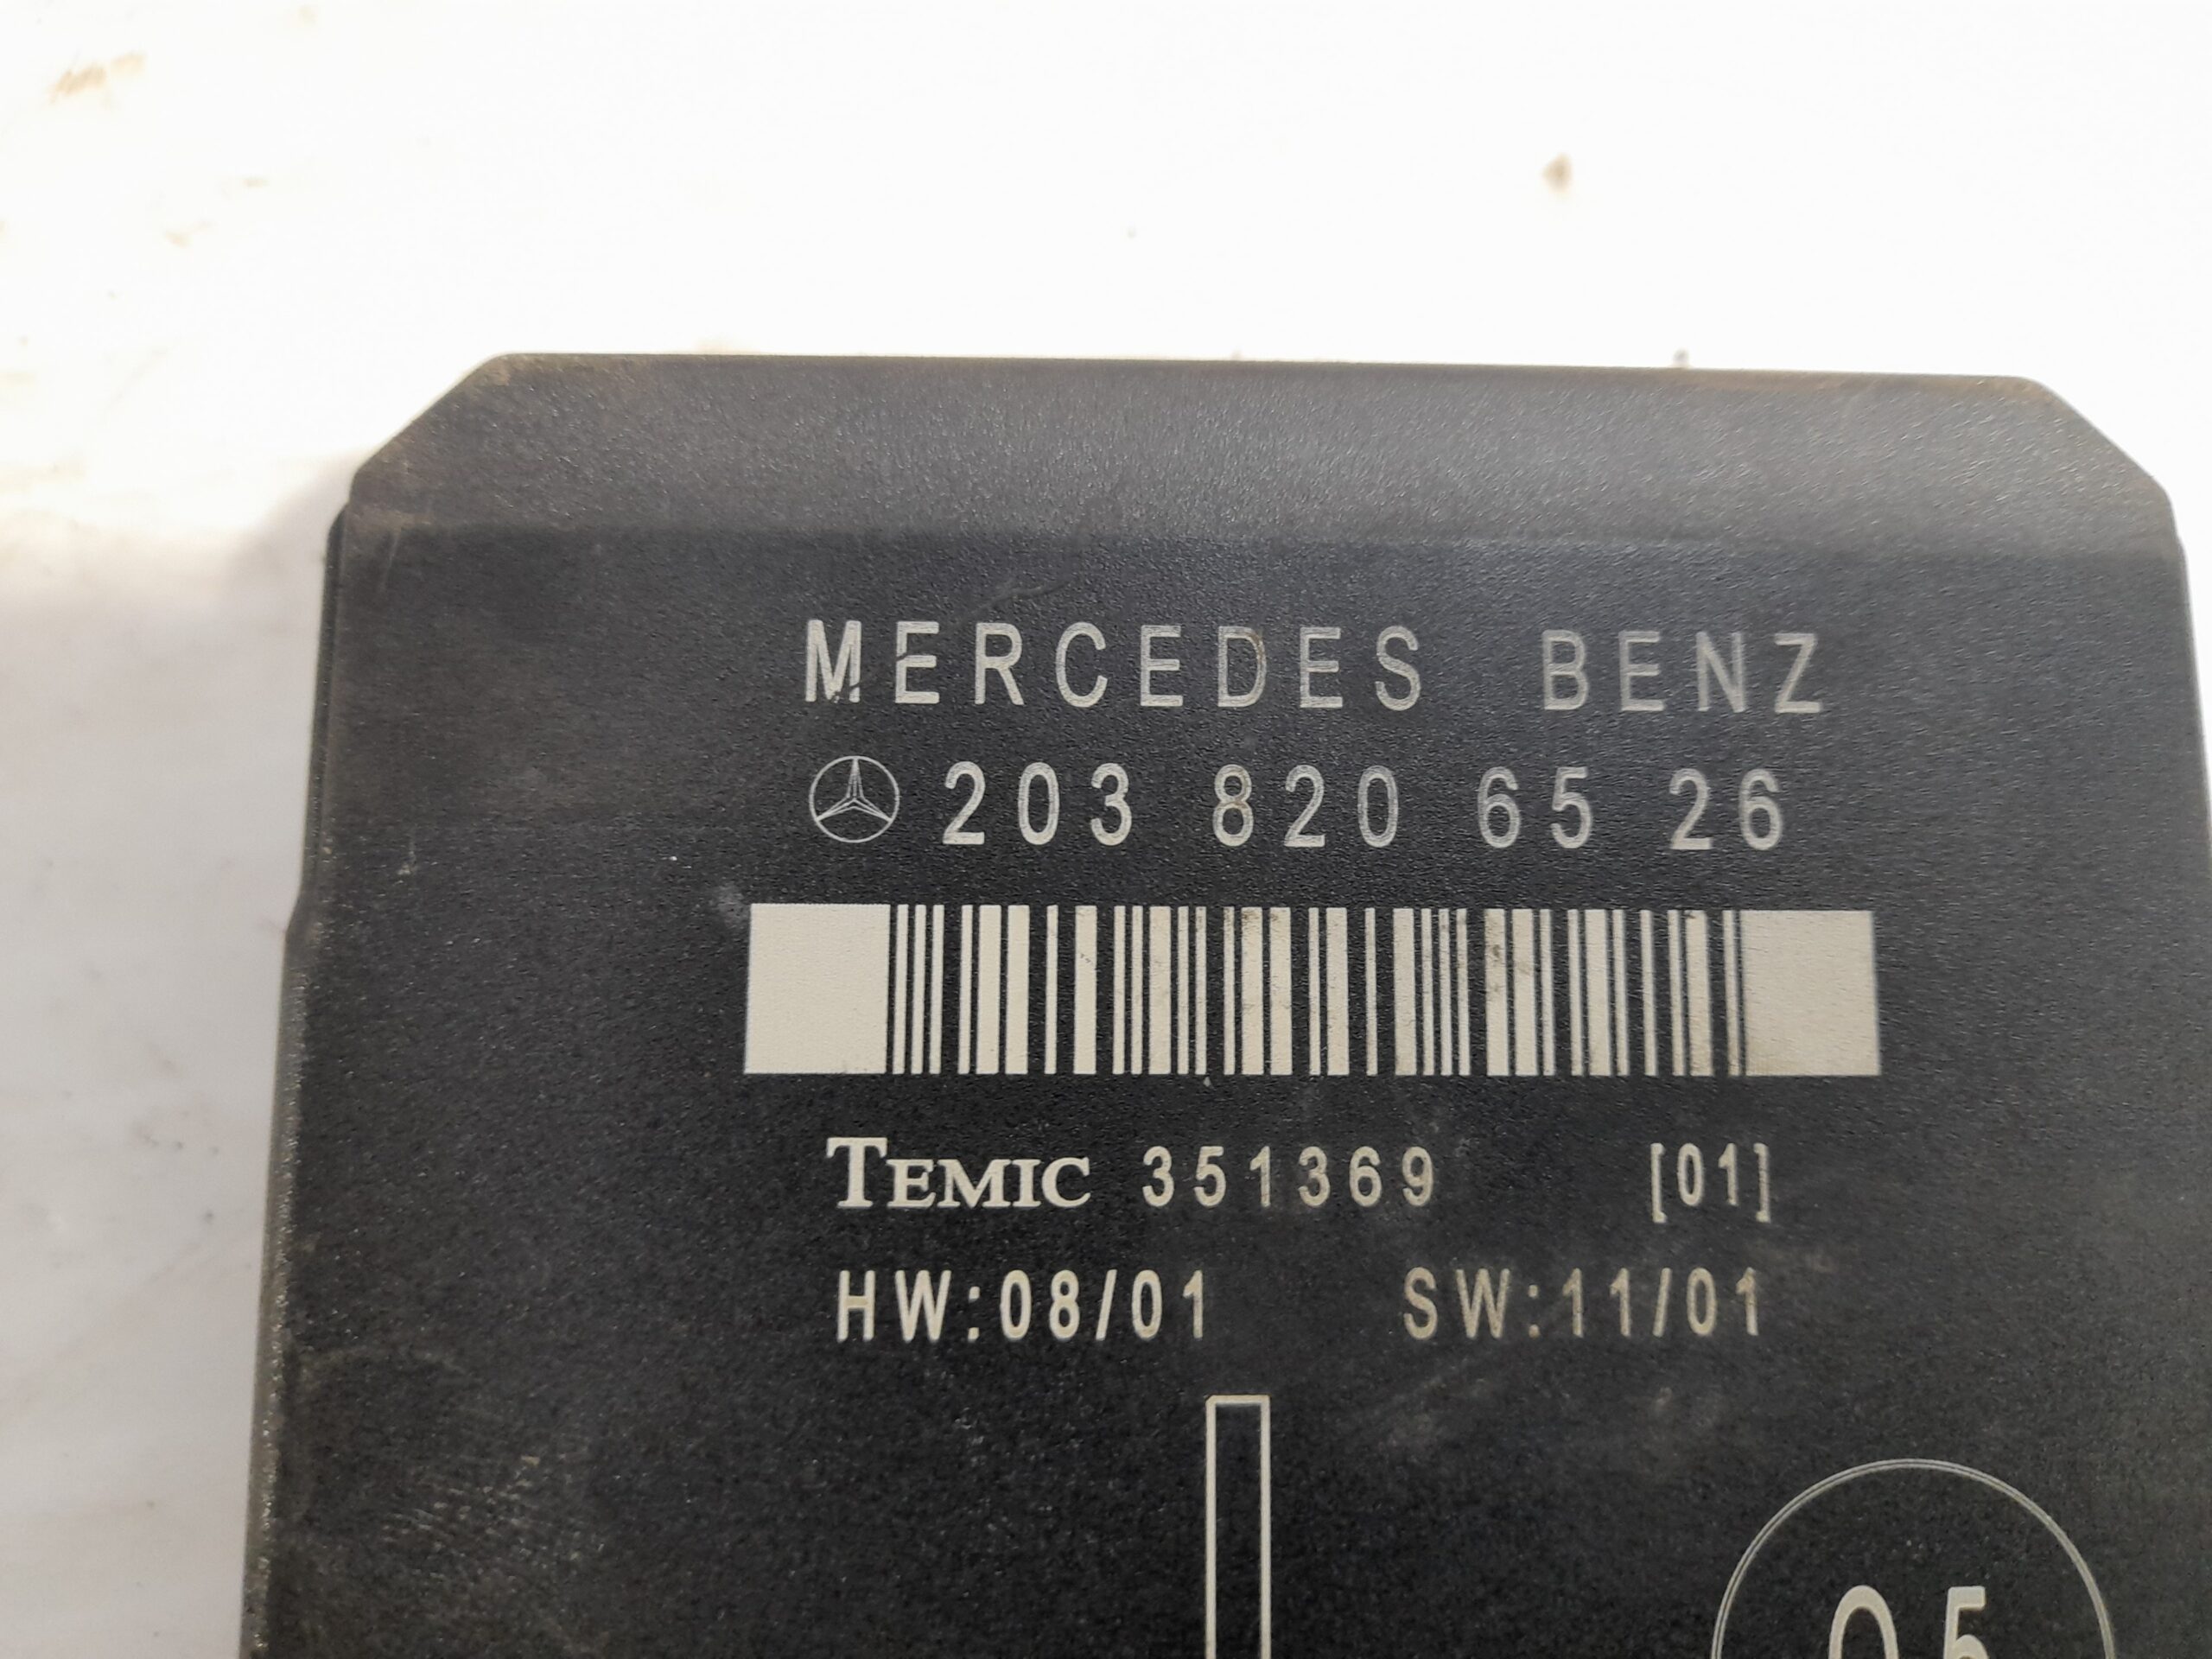 MERCEDES BENZ
203 820 65 26
TEMIC 351369 [01]
HW:08/01 SW:11/01